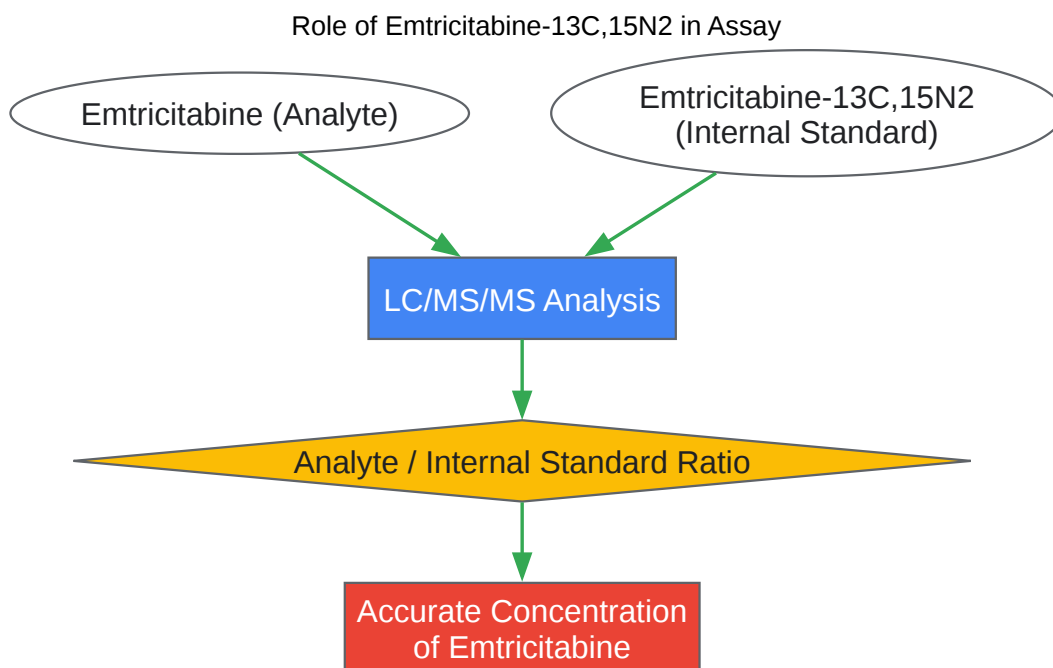 Role of Emtricitabine-13C,15N2 in Assay
Emtricitabine (Analyte)
Emtricitabine-13C,15N2
(Internal Standard)
LC/MS/MS Analysis
Analyte / Internal Standard Ratio
Accurate Concentration
of Emtricitabine